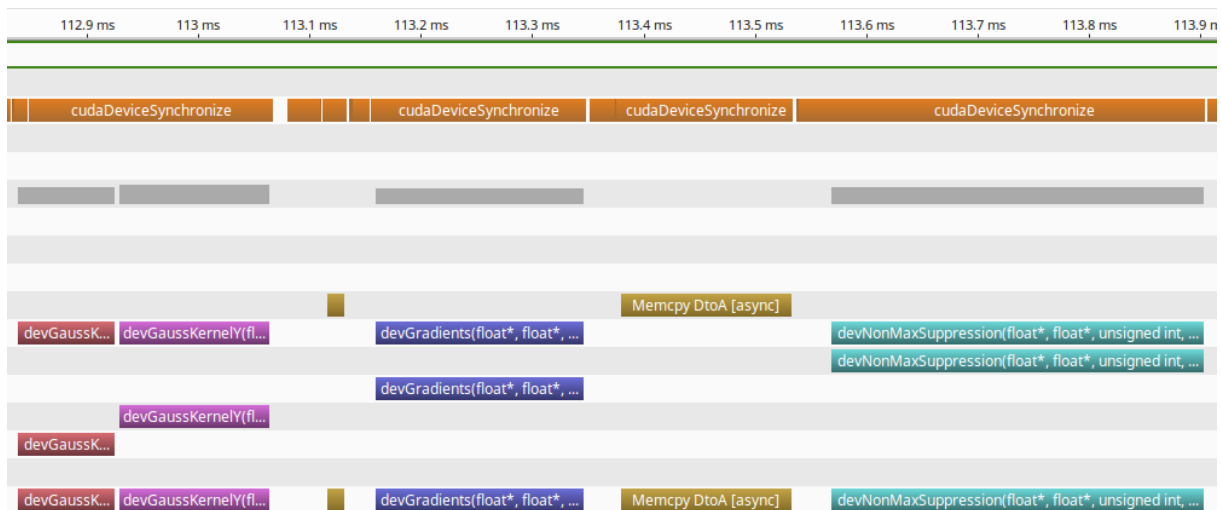 112.9 ms 113 ms 113.1 ms 113.2 ms 113.3 ms 113.4 ms 113.5 ms 113.6 ms 113.7 ms 113.8 ms 113.9
cudaDeviceSynchronize cudaDeviceSynchronize cudaDeviceSynchronize cudaDeviceSynchronize
Memcpy DtoA [async]
devGaussK... devGaussKernelY(fl... devGradients(float*, float*, ... devNonMaxSuppression(float*, float*, unsigned int, ...
devNonMaxSuppression(float*, float*, unsigned int, ...
devGradients(float*, float*, ...
devGaussKernelY(fl...
devGaussK...
devGaussK... devGaussKernelY(fl... devGradients(float*, float*, ... Memcpy DtoA [async] devNonMaxSuppression(float*, float*, unsigned int, ...